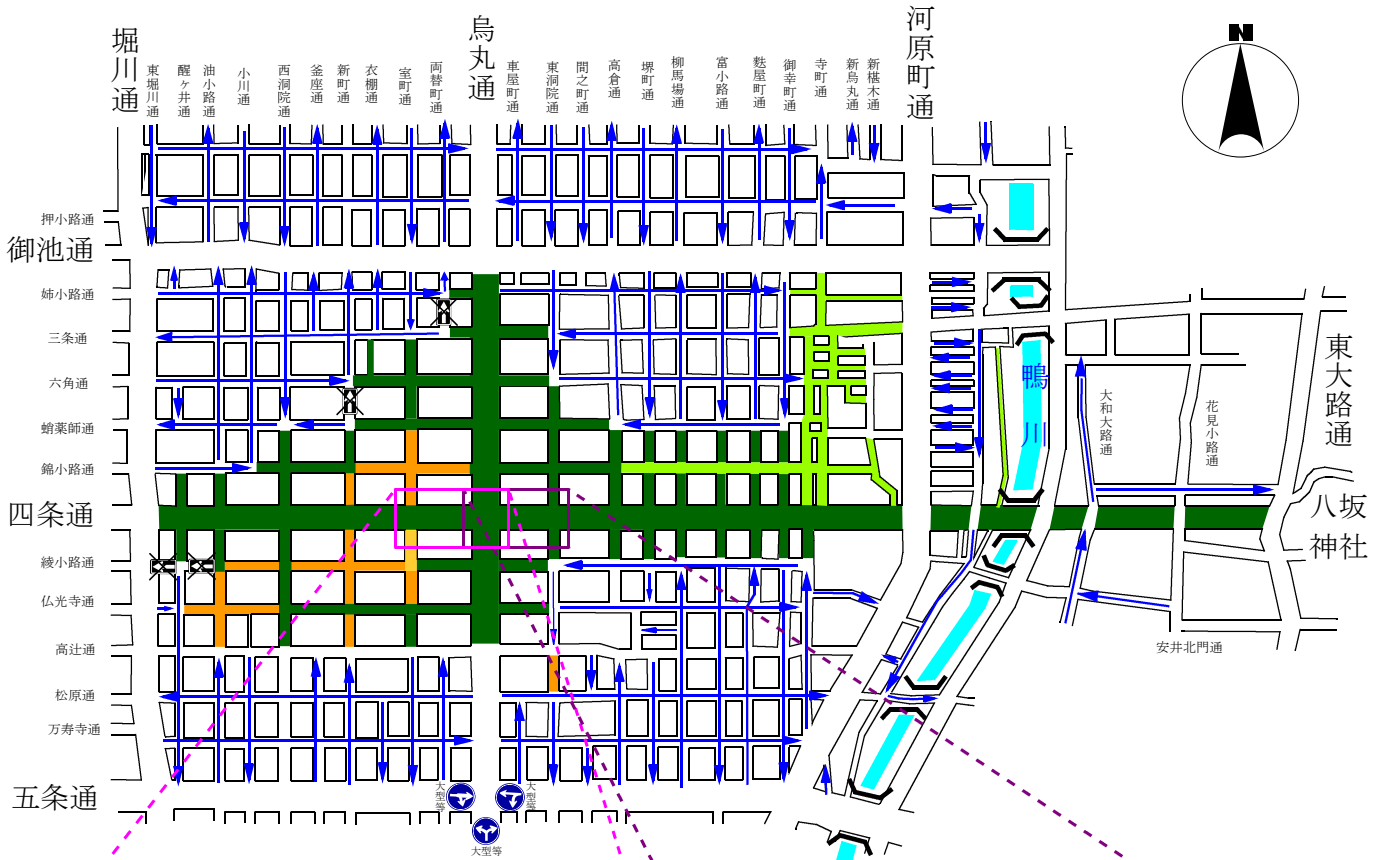 堀川通
東堀川通
醒ヶ井通
油小路通
小川通
西洞院通
釜座通
新町通
衣棚通
室町通
両替町通
烏丸通
車屋町通
東洞院通
間之町通
高倉通
堺町通
柳馬場通
富小路通
麩屋町通
御幸町通
寺町通
新烏丸通
新椹木通
河原町通
N
押小路通
御池通
姉小路通
三条通
六角通
蛸薬師通
錦小路通
四条通
綾小路通
仏光寺通
高辻通
松原通
万寿寺通
五条通
鴨川
大和大路通
花見小路通
東大路通
八坂
神社
安井北門通
大型等
大型等
大型等